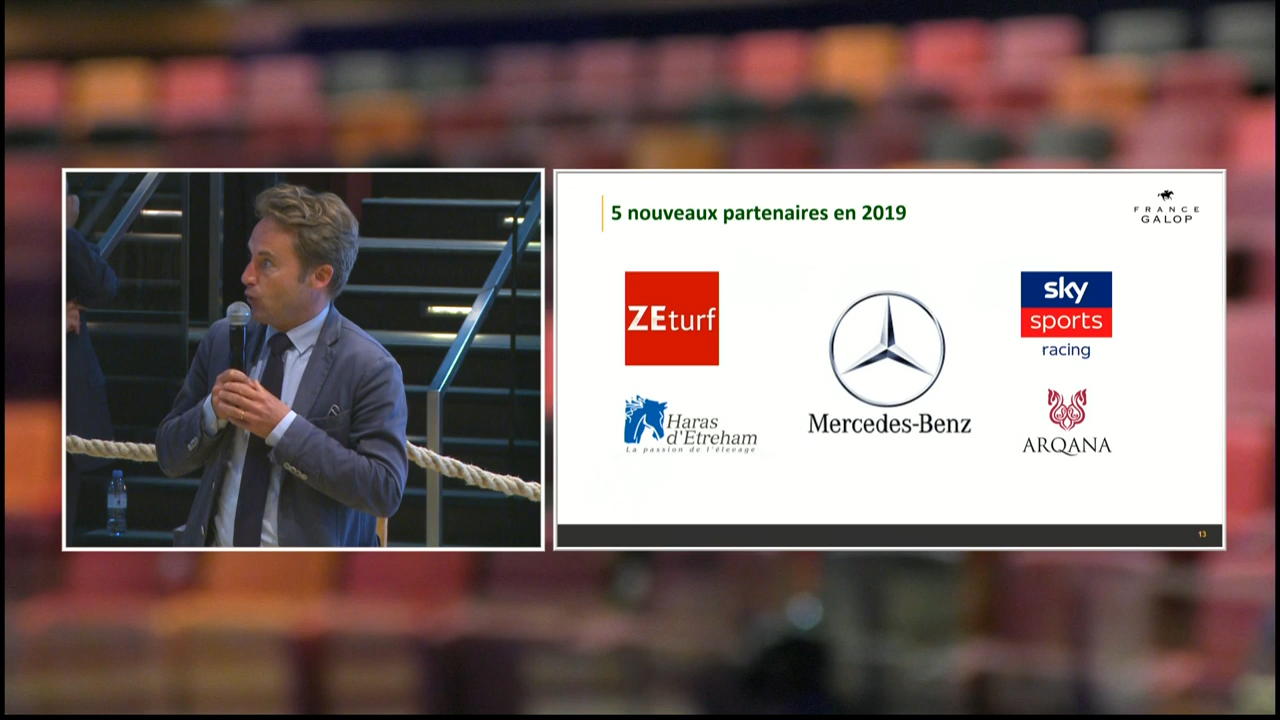 5 nouveaux partenaires en 2019
FRANCE
GALOP
ZEturf
Mercedes-Benz
sky
sports
racing
Haras
d'Etreham
La passion de l'élevage
ARQANA
13